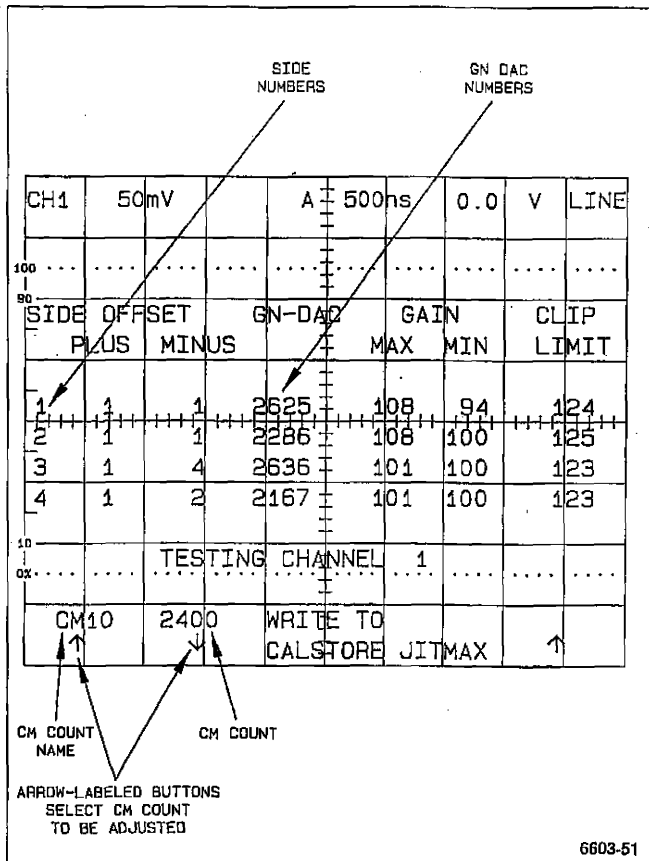 SIDE
NUMBERS
GN DAC
NUMBERS
CH1 50mV A 500ns 0.0 V LINE
100
90
SIDE OFFSET GN-DAC GAIN CLIP
PLUS MINUS MAX MIN LIMIT
1 1 1 2625 108 94 124
2 1 1 2286 108 100 125
3 1 4 2636 101 100 123
4 1 2 2167 101 100 123
10
TESTING CHANNEL 1
0%
CM10 2400 WRITE TO
↑ ↓ CALSTORE JITMAX ↑
CM COUNT
NAME
CM COUNT
ARROW-LABELED BUTTONS
SELECT CM COUNT
TO BE ADJUSTED
6603-51